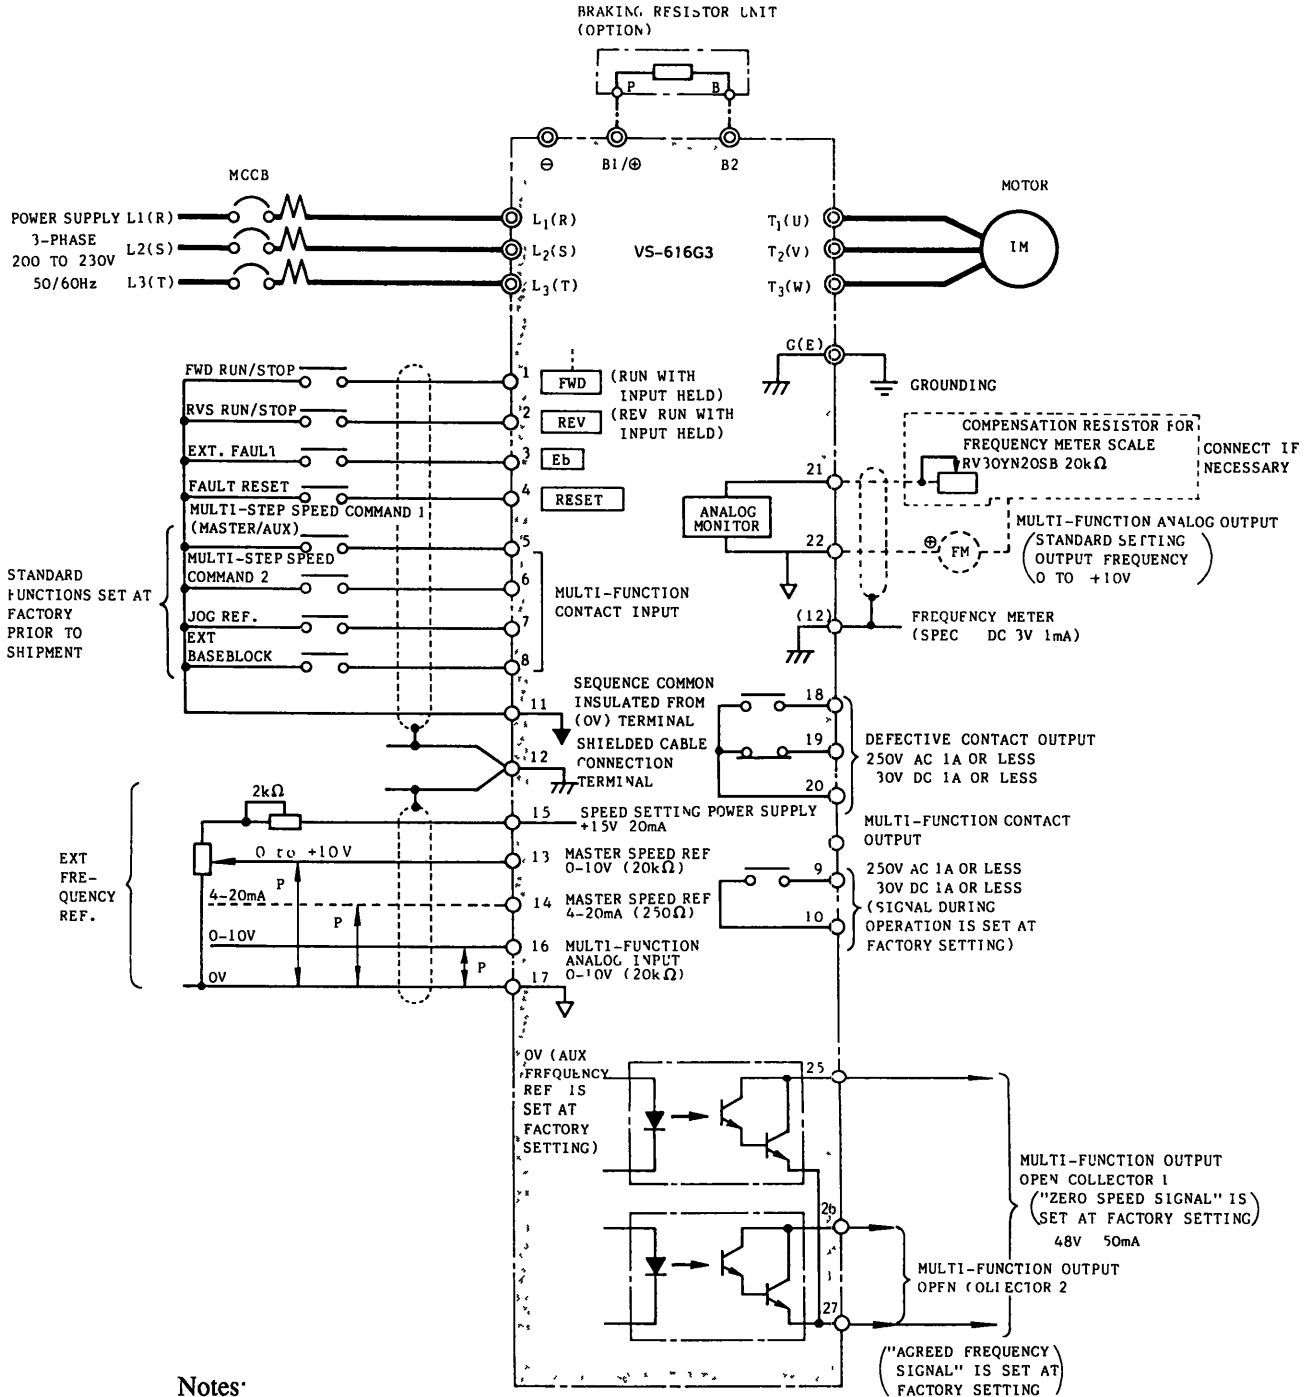 BRAKING RESISTOR UNIT
(OPTION)
P
B
⊖
B1/⊕
B2
MCCB
MOTOR
POWER SUPPLY L1(R)
L1(R)
T1(U)
3-PHASE
L2(S)
L2(S)
VS-616G3
T2(V)
IM
200 TO 230V
50/60Hz
L3(T)
L3(T)
T3(W)
G(E)
GROUNDING
FWD RUN/STOP
1
FWD
(RUN WITH
INPUT HELD)
RVS RUN/STOP
2
REV
(REV RUN WITH
INPUT HELD)
EXT. FAULT
3
Eb
FAULT RESET
4
RESET
MULTI-STEP SPEED COMMAND 1
(MASTER/AUX)
5
MULTI-STEP SPEED
COMMAND 2
6
JOG REF.
7
EXT
BASEBLOCK
8
MULTI-FUNCTION
CONTACT INPUT
STANDARD
FUNCTIONS SET AT
FACTORY
PRIOR TO
SHIPMENT
COMPENSATION RESISTOR FOR
FREQUENCY METER SCALE
RV30YN20SB 20kΩ
CONNECT IF
NECESSARY
21
ANALOG
MONITOR
22
⊕
FM
MULTI-FUNCTION ANALOG OUTPUT
(STANDARD SETTING
OUTPUT FREQUENCY
0 TO +10V)
(12)
FREQUENCY METER
(SPEC DC 3V 1mA)
11
SEQUENCE COMMON
INSULATED FROM
(0V) TERMINAL
12
SHIELDED CABLE
CONNECTION
TERMINAL
18
19
20
DEFECTIVE CONTACT OUTPUT
250V AC 1A OR LESS
30V DC 1A OR LESS
2kΩ
15
SPEED SETTING POWER SUPPLY
+15V 20mA
MULTI-FUNCTION CONTACT
OUTPUT
EXT
FRE-
QUENCY
REF.
0 to +10V
P
13
MASTER SPEED REF
0-10V (20kΩ)
4-20mA
P
14
MASTER SPEED REF
4-20mA (250Ω)
0-10V
P
16
MULTI-FUNCTION
ANALOG INPUT
0-10V (20kΩ)
0V
17
9
10
250V AC 1A OR LESS
30V DC 1A OR LESS
(SIGNAL DURING
OPERATION IS SET AT
FACTORY SETTING)
0V (AUX
FREQUENCY
REF IS
SET AT
FACTORY
SETTING)
25
MULTI-FUNCTION OUTPUT
OPEN COLLECTOR 1
("ZERO SPEED SIGNAL" IS
SET AT FACTORY SETTING)
48V 50mA
26
MULTI-FUNCTION OUTPUT
OPEN COLLECTOR 2
27
("AGREED FREQUENCY
SIGNAL" IS SET AT
FACTORY SETTING)
Notes: